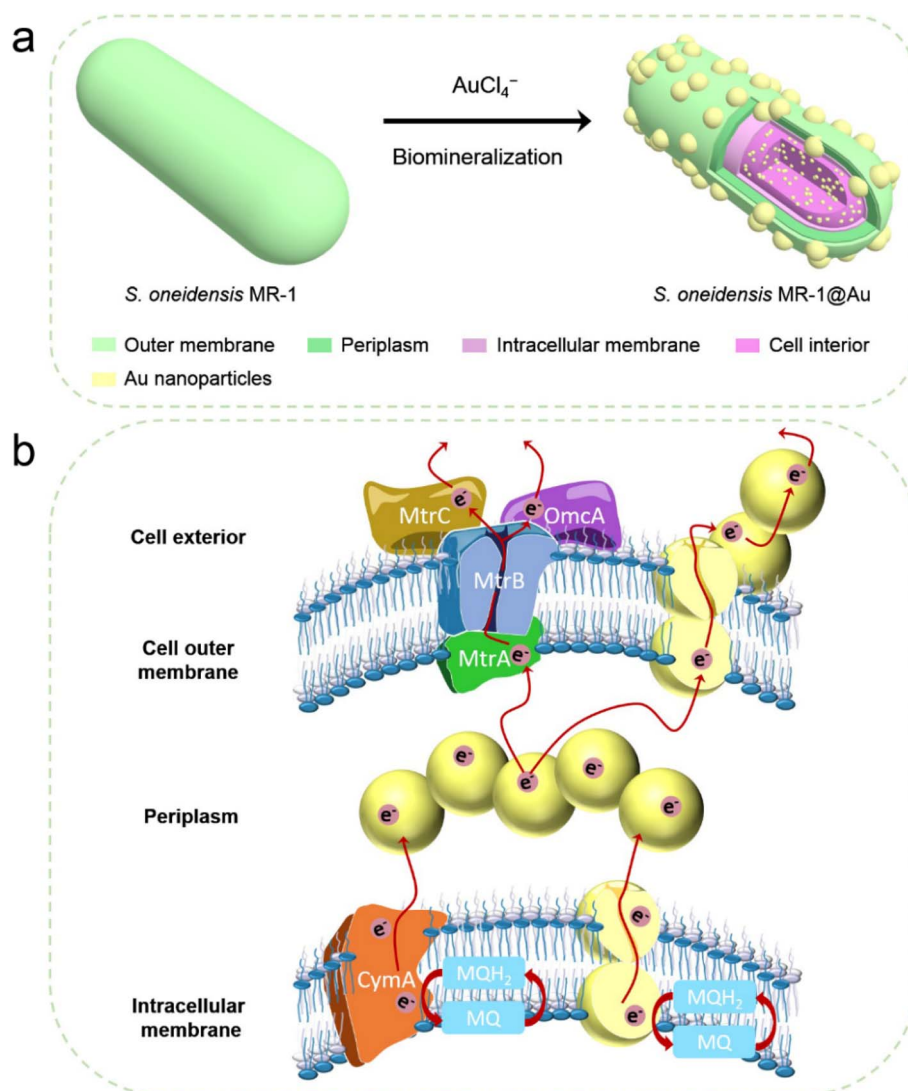 a
AuCl₄⁻
Biomineralization
S. oneidensis MR-1
S. oneidensis MR-1@Au
Outer membrane
Periplasm
Intracellular membrane
Cell interior
Au nanoparticles
b
e⁻
e⁻
e⁻
MtrC
OmcA
Cell exterior
e⁻
MtrB
Cell outer
membrane
MtrA
e⁻
e⁻
e⁻
e⁻
e⁻
Periplasm
e⁻
e⁻
e⁻
e⁻
CymA
MQH₂
e⁻
MQH₂
Intracellular
membrane
MQ
e⁻
MQ